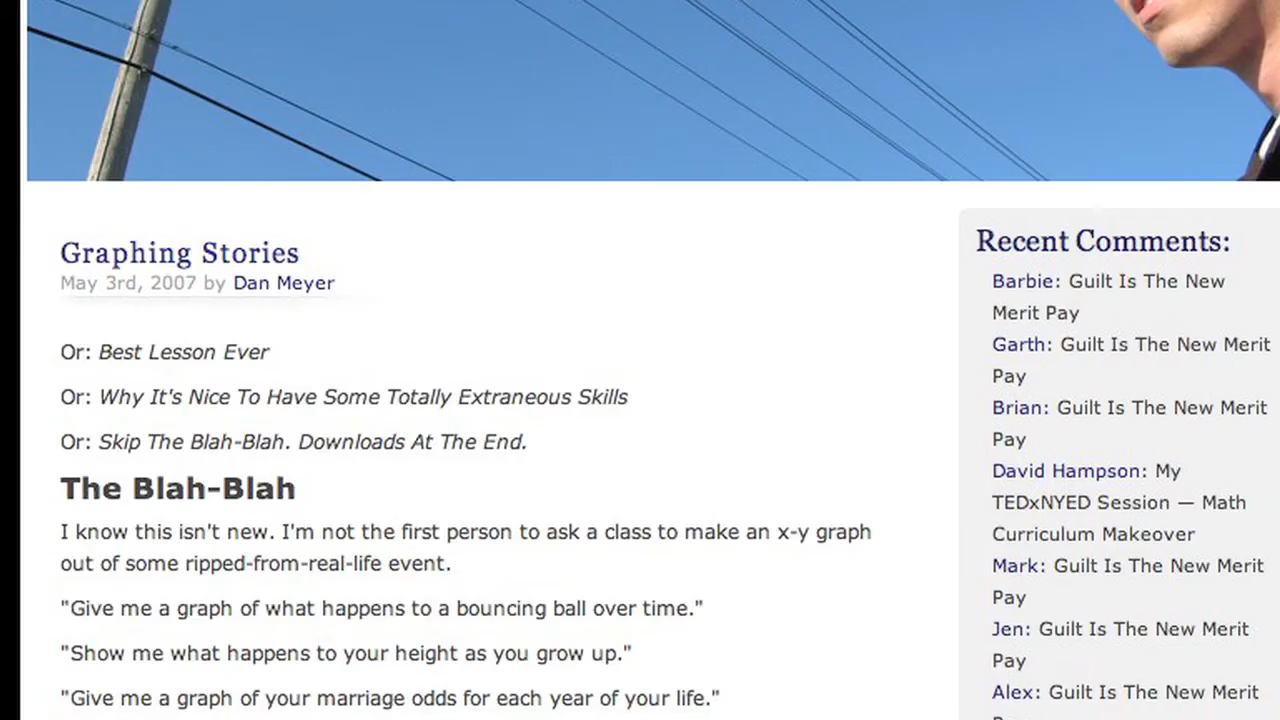 Graphing Stories
May 3rd, 2007 by Dan Meyer
Or: Best Lesson Ever
Or: Why It's Nice To Have Some Totally Extraneous Skills
Or: Skip The Blah-Blah. Downloads At The End.
The Blah-Blah
I know this isn't new. I'm not the first person to ask a class to make an x-y graph
out of some ripped-from-real-life event.
"Give me a graph of what happens to a bouncing ball over time."
"Show me what happens to your height as you grow up."
"Give me a graph of your marriage odds for each year of your life."
Recent Comments:
Barbie: Guilt Is The New
Merit Pay
Garth: Guilt Is The New Merit
Pay
Brian: Guilt Is The New Merit
Pay
David Hampson: My
TEDxNYED Session — Math
Curriculum Makeover
Mark: Guilt Is The New Merit
Pay
Jen: Guilt Is The New Merit
Pay
Alex: Guilt Is The New Merit